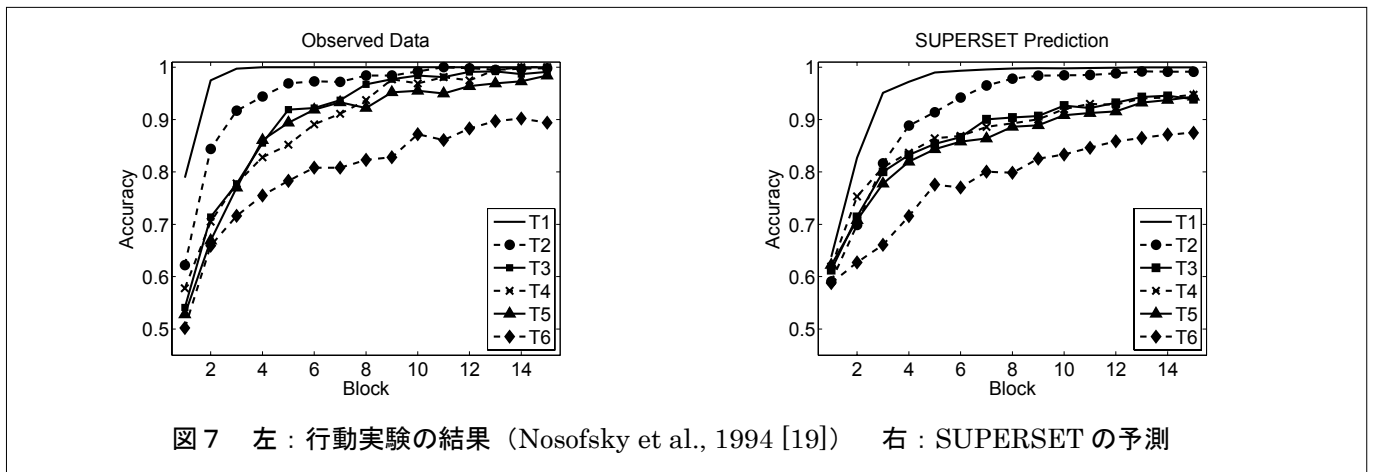 Observed Data
1
0.9
0.8
0.7
0.6
0.5
Accuracy
2 4 6 8 10 12 14
Block
T1
T2
T3
T4
T5
T6
SUPERSET Prediction
1
0.9
0.8
0.7
0.6
0.5
Accuracy
2 4 6 8 10 12 14
Block
T1
T2
T3
T4
T5
T6
図7 左:行動実験の結果(Nosofsky et al., 1994 [19]) 右:SUPERSET の予測